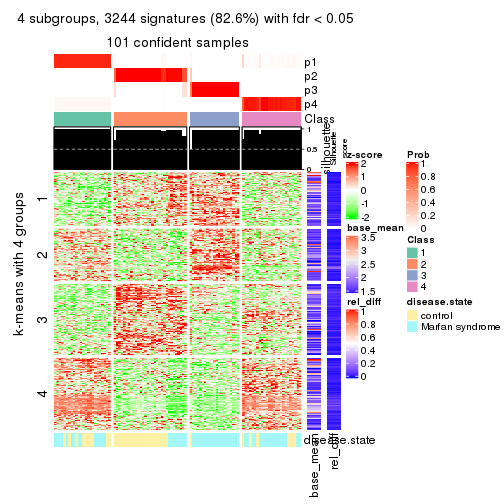 4 subgroups, 3244 signatures (82.6%) with fdr < 0.05
101 confident samples
p1
p2
p3
p4
Class
silhouette
1
0.5
0
Silhouette
score
k-means with 4 groups
1
2
3
4
disease.state
base_mean
rel_diff
z-score
2
1
0
-1
-2
base_mean
3.5
3
2.5
2
1.5
rel_diff
1
0.8
0.6
0.4
0.2
0
Prob
1
0.8
0.6
0.4
0.2
0
Class
1
2
3
4
disease.state
control
Marfan syndrome